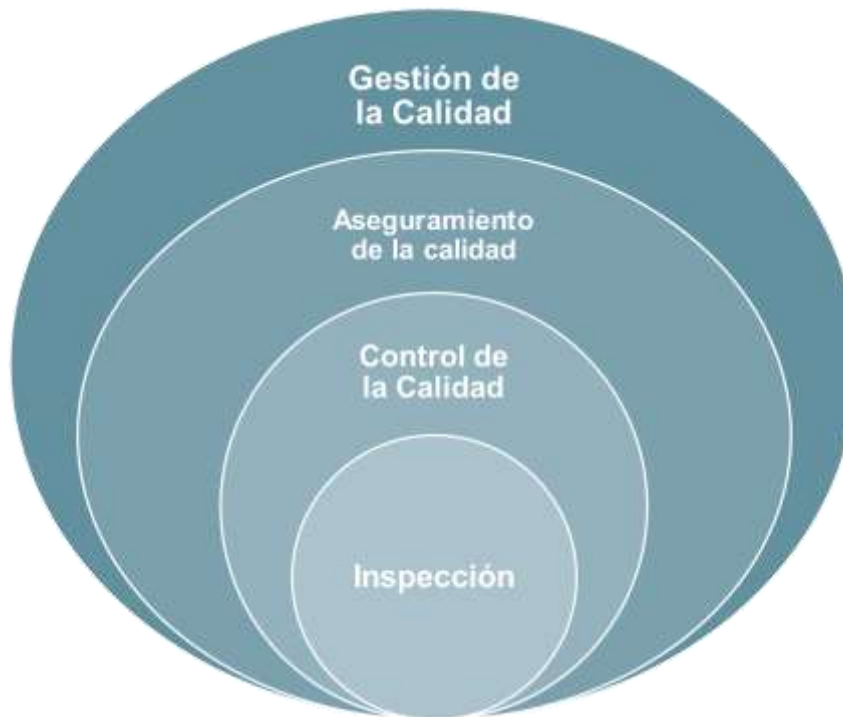 Gestión de
la Calidad
Aseguramiento
de la calidad
Control de
la Calidad
Inspección